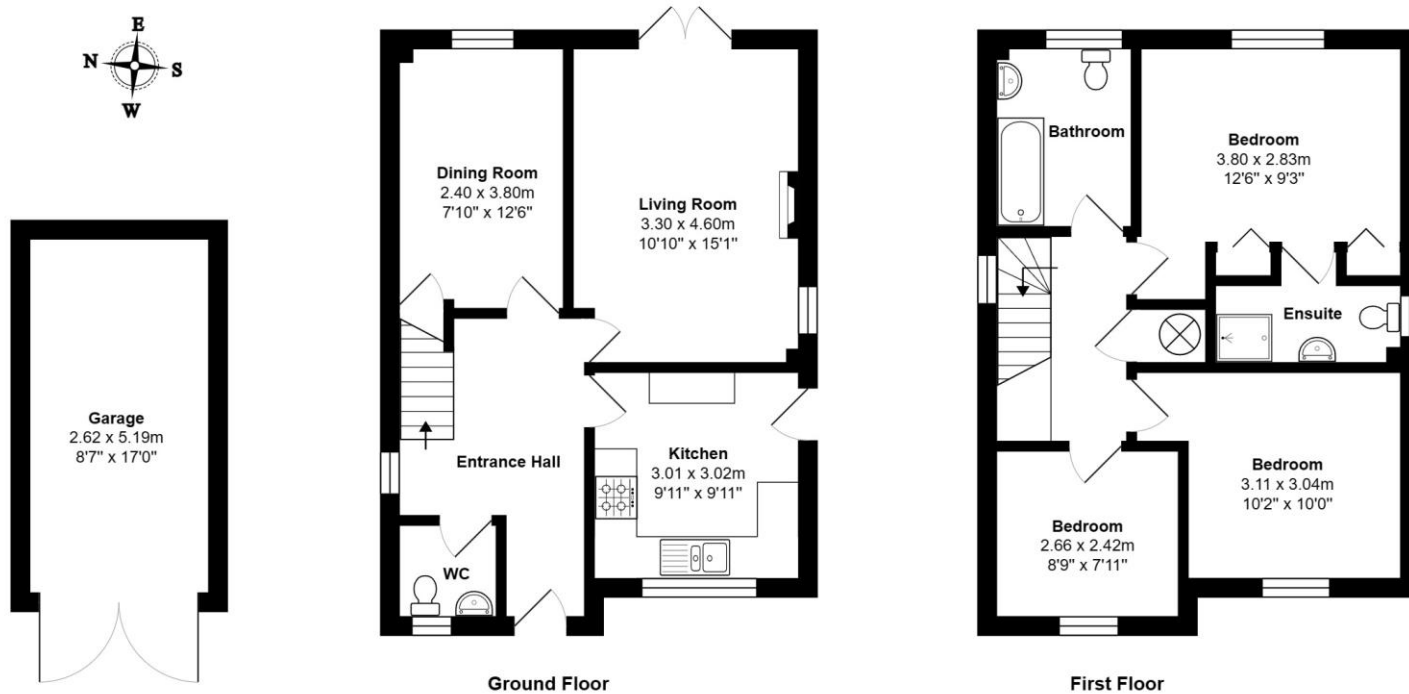 E
N
S
W
Garage
2.62 x 5.19m
8'7" x 17'0"
Dining Room
2.40 x 3.80m
7'10" x 12'6"
Living Room
3.30 x 4.60m
10'10" x 15'1"
Entrance Hall
Kitchen
3.01 x 3.02m
9'11" x 9'11"
WC
Ground Floor
Bathroom
Bedroom
3.80 x 2.83m
12'6" x 9'3"
Ensuite
Bedroom
3.11 x 3.04m
10'2" x 10'0"
Bedroom
2.66 x 2.42m
8'9" x 7'11"
First Floor